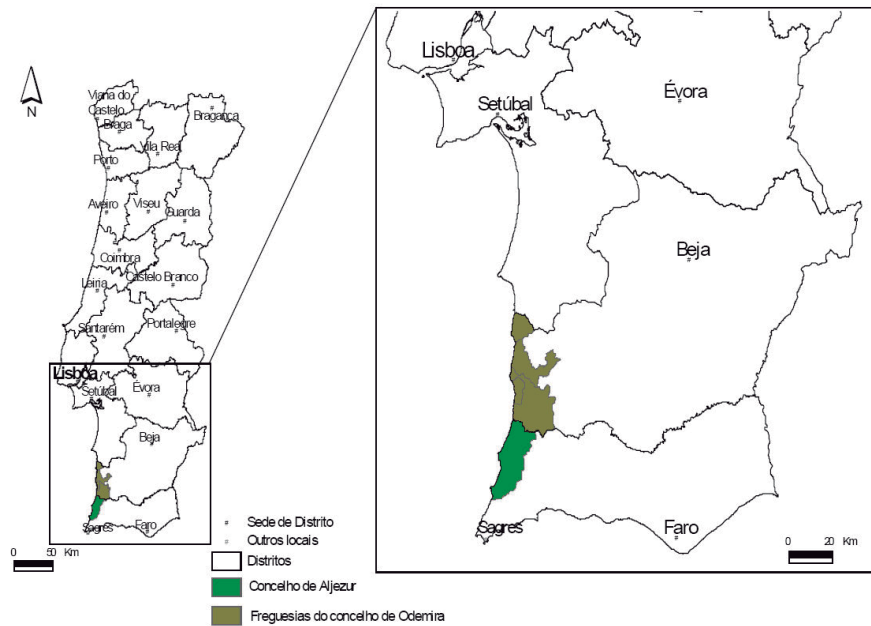 N
Viana do
Castelo
Braga
Bragança
Vila Real
Porto
Aveiro
Viseu
Guarda
Coimbra
Castelo Branco
Leiria
Santarém
Portalegre
Lisboa
Setúbal
Évora
Beja
Sagres
Faro
0 50 Km
Lisboa
Setúbal
Évora
Beja
Sagres
Faro
0 20 Km
Sede de Distrito
Outros locais
Distritos
Concelho de Aljezur
Freguesias do concelho de Odemira